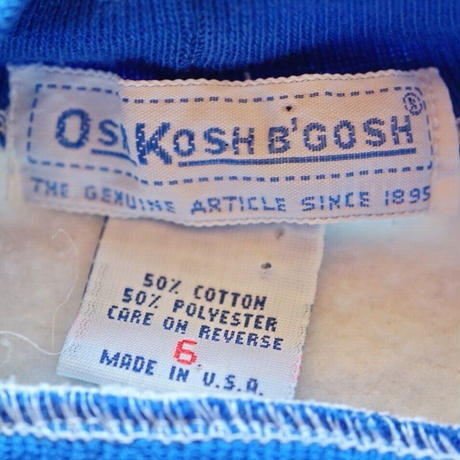 OshKosh B'Gosh ®
THE GENUINE ARTICLE SINCE 1895
50% COTTON
50% POLYESTER
CARE ON REVERSE
6
MADE IN U.S.A.